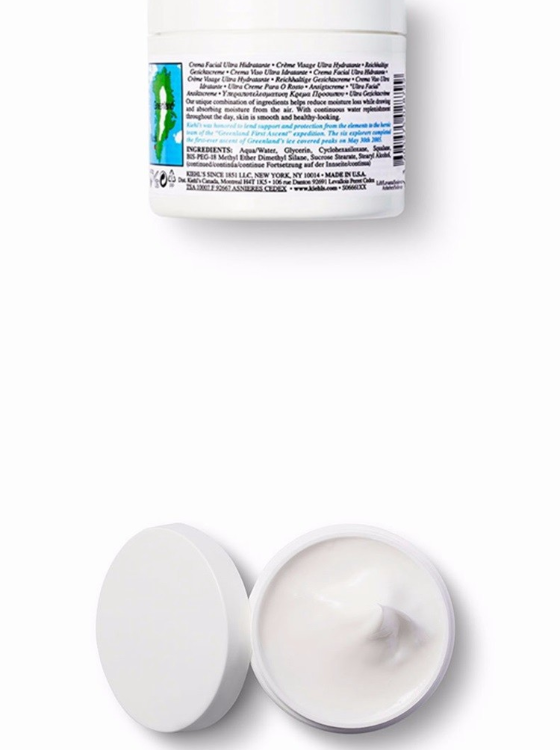 Crema Facial Ultra Hidratante • Crème Visage Ultra Hydratante • Reichhaltige
Gesichtscreme • Crema Viso Ultra Idratante • Crema Facial Ultra Hidratante •
Crème Visage Ultra Hydratante • Reichhaltige Gesichtscreme • Crema Viso Ultra
Idratante • Ultra Creme Para O Rosto • Ansigtscreme • "Ultra Facial"
Ansiktscreme • Κρεμα Προσωπου • Ultra Gezichtscrème
Our unique combination of ingredients helps reduce moisture loss while drawing
and absorbing moisture from the air. With continuous water replenishment
throughout the day, skin is smooth and healthy-looking.
Kiehl's was honored to lend support and protection from the elements to the heroic
team of the "Greenland First Ascent" expedition. The six explorers completed
the first-ever ascent of Greenland's ice covered peaks on May 30th 2005.
INGREDIENTS: Aqua/Water, Glycerin, Cyclohexasiloxane, Squalane,
BIS-PEG-18 Methyl Ether Dimethyl Silane, Sucrose Stearate, Stearyl Alcohol,
(continued/continúa/continue Fortsetzung auf der Innenseite/continua)
KIEHL'S SINCE 1851 LLC, NEW YORK, NY 10014 • MADE IN U.S.A.
Dist. Kiehl's Canada, Montreal H4T 1K5 • 106 rue Danton 92691 Levallois Perret Cedex
TSA 10007 F 92667 ASNIERES CEDEX • www.kiehls.com •